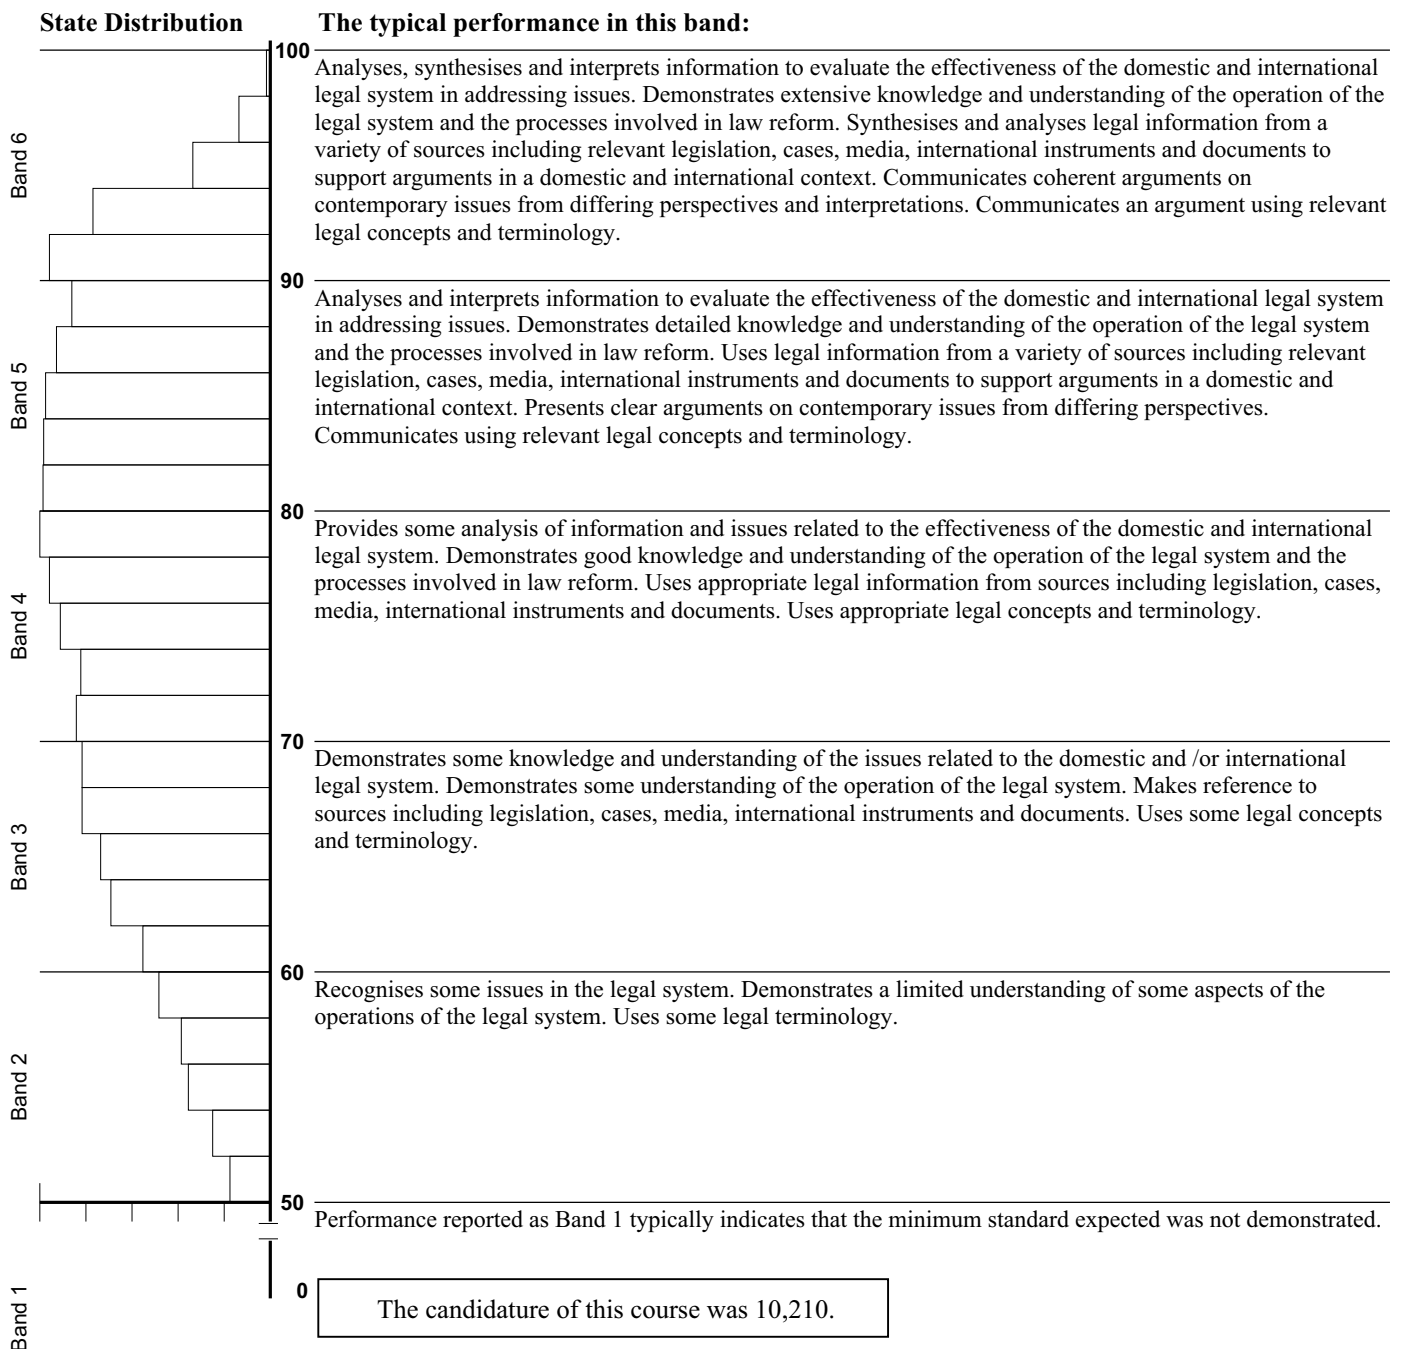 State Distribution
The typical performance in this band:
100
Band 6
Analyses, synthesises and interprets information to evaluate the effectiveness of the domestic and international
legal system in addressing issues. Demonstrates extensive knowledge and understanding of the operation of the
legal system and the processes involved in law reform. Synthesises and analyses legal information from a
variety of sources including relevant legislation, cases, media, international instruments and documents to
support arguments in a domestic and international context. Communicates coherent arguments on
contemporary issues from differing perspectives and interpretations. Communicates an argument using relevant
legal concepts and terminology.
90
Band 5
Analyses and interprets information to evaluate the effectiveness of the domestic and international legal system
in addressing issues. Demonstrates detailed knowledge and understanding of the operation of the legal system
and the processes involved in law reform. Uses legal information from a variety of sources including relevant
legislation, cases, media, international instruments and documents to support arguments in a domestic and
international context. Presents clear arguments on contemporary issues from differing perspectives.
Communicates using relevant legal concepts and terminology.
80
Band 4
Provides some analysis of information and issues related to the effectiveness of the domestic and international
legal system. Demonstrates good knowledge and understanding of the operation of the legal system and the
processes involved in law reform. Uses appropriate legal information from sources including legislation, cases,
media, international instruments and documents. Uses appropriate legal concepts and terminology.
70
Band 3
Demonstrates some knowledge and understanding of the issues related to the domestic and /or international
legal system. Demonstrates some understanding of the operation of the legal system. Makes reference to
sources including legislation, cases, media, international instruments and documents. Uses some legal concepts
and terminology.
60
Band 2
Recognises some issues in the legal system. Demonstrates a limited understanding of some aspects of the
operations of the legal system. Uses some legal terminology.
50
Performance reported as Band 1 typically indicates that the minimum standard expected was not demonstrated.
0
Band 1
The candidature of this course was 10,210.